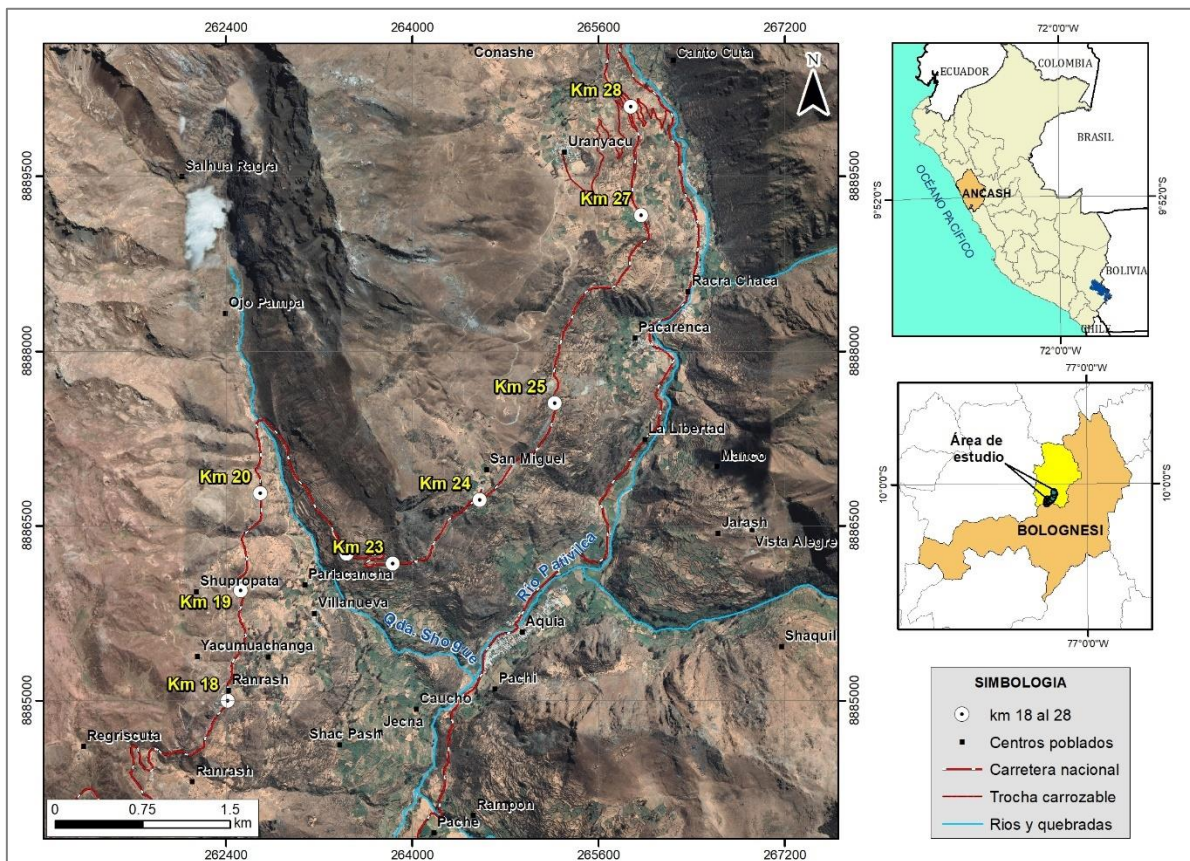 262400 264000 265600 267200
Conashe
Canto Cuta
N
Km 28
Uranyacu
8889500
Salhua Ragra
8889500
Km 27
Racra Chaca
Ojo Pampa
Pacarenca
8888000
8888000
Km 25
La Libertad
Manco
San Miguel
Km 20
Km 24
8886500
8886500
Jarash
Vista Alegre
Km 23
Río Pativilca
Shupropata
Pariacancha
Km 19
Villanueva
Qda. Shogue
Aquia
Shaquil
Yacumuachanga
Km 18
Ranrash
Pachi
8885000
8885000
Caucho
Jecna
Regriscuta
Shac Pash
Ranrash
0 0.75 1.5
km
Rampon
Pache
262400 264000 265600 267200
72°0'0"W
ECUADOR
COLOMBIA
BRASIL
9°52'0"S
9°52'0"S
ANCASH
OCÉANO PACÍFICO
BOLIVIA
CHILE
72°0'0"W
77°0'0"W
Área de
estudio
10°0'0"S
10°0'0"S
BOLOGNESI
77°0'0"W
SIMBOLOGIA
km 18 al 28
Centros poblados
Carretera nacional
Trocha carrozable
Rios y quebradas